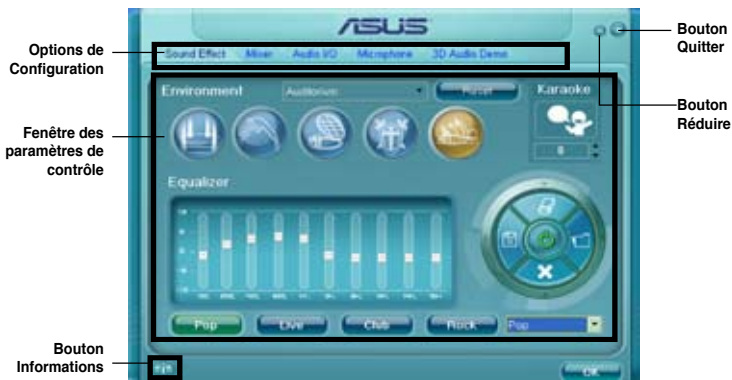 ASUS
Bouton
Quitter
Options de
Configuration
Sound Effect Mixer Audio I/O Microphone 3D Audio Demo
Environment Auditorium Reset Karaoke
Bouton
Réduire
Fenêtre des
paramètres de
contrôle
0
Equalizer
Pop Live Club Rock Pop
Bouton
Informations
OK